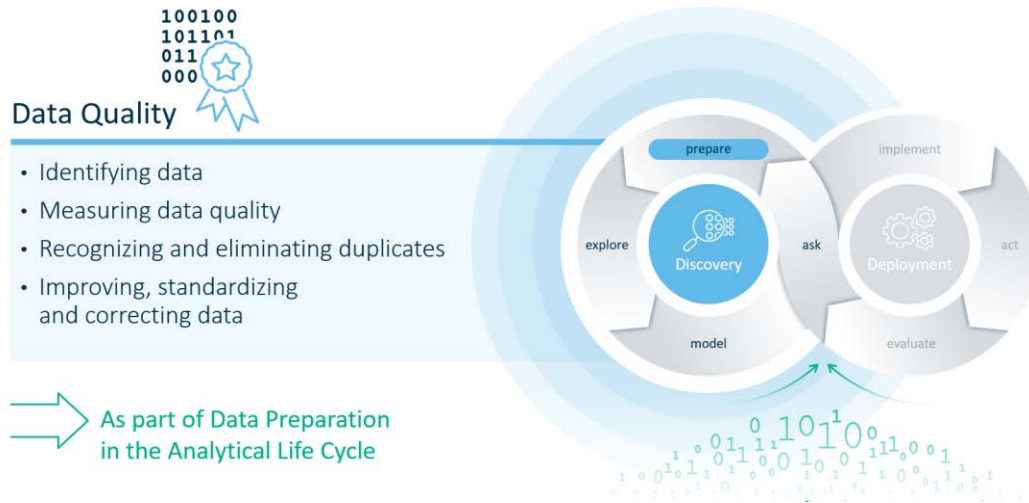 100100
101101
011
000
Data Quality
• Identifying data
• Measuring data quality
• Recognizing and eliminating duplicates
• Improving, standardizing
and correcting data
As part of Data Preparation
in the Analytical Life Cycle
prepare
implement
explore
Discovery
ask
Deployment
act
model
evaluate